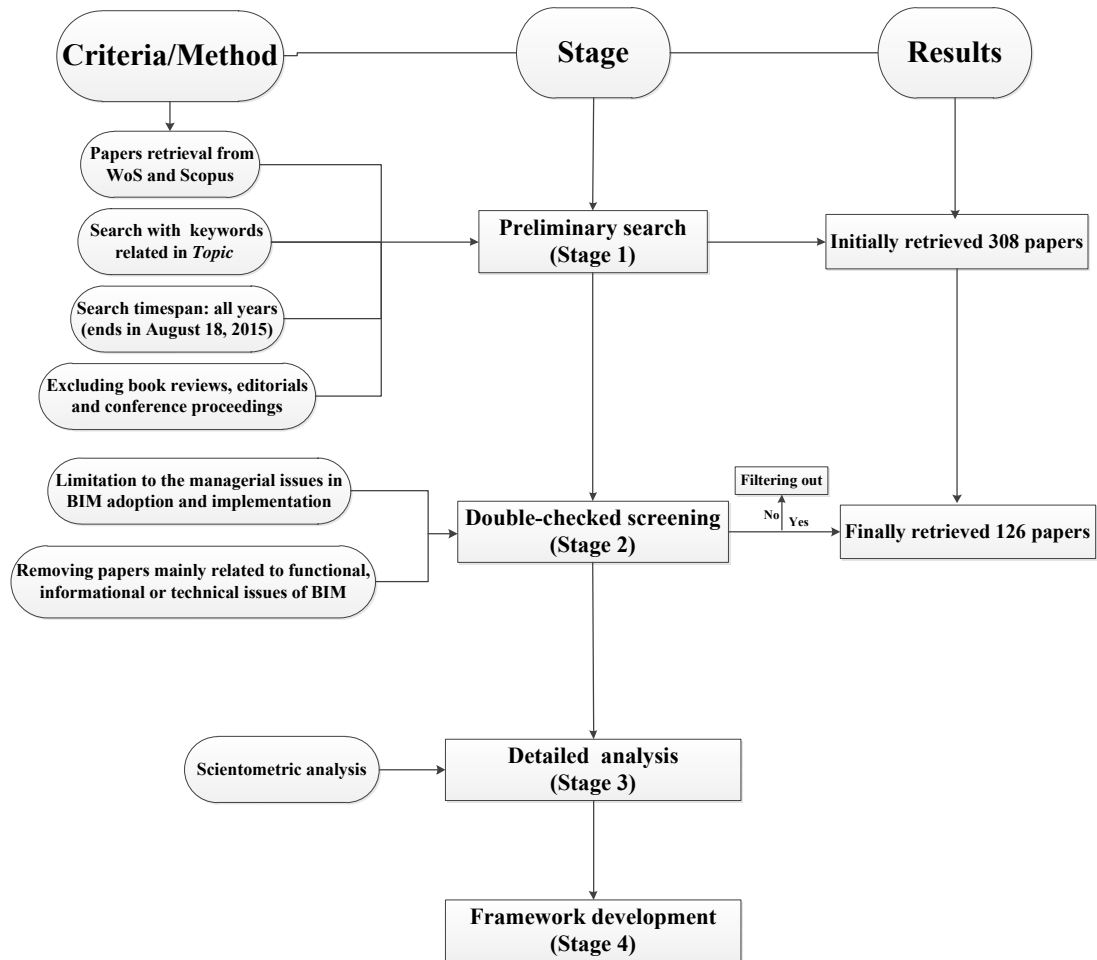 Criteria/Method
Stage
Results
Papers retrieval from
WoS and Scopus
Search with keywords
related in Topic
Search timespan: all years
(ends in August 18, 2015)
Excluding book reviews, editorials
and conference proceedings
Preliminary search
(Stage 1)
Initially retrieved 308 papers
Limitation to the managerial issues in
BIM adoption and implementation
Removing papers mainly related to functional,
informational or technical issues of BIM
Double-checked screening
(Stage 2)
Filtering out
No
Yes
Finally retrieved 126 papers
Scientometric analysis
Detailed analysis
(Stage 3)
Framework development
(Stage 4)